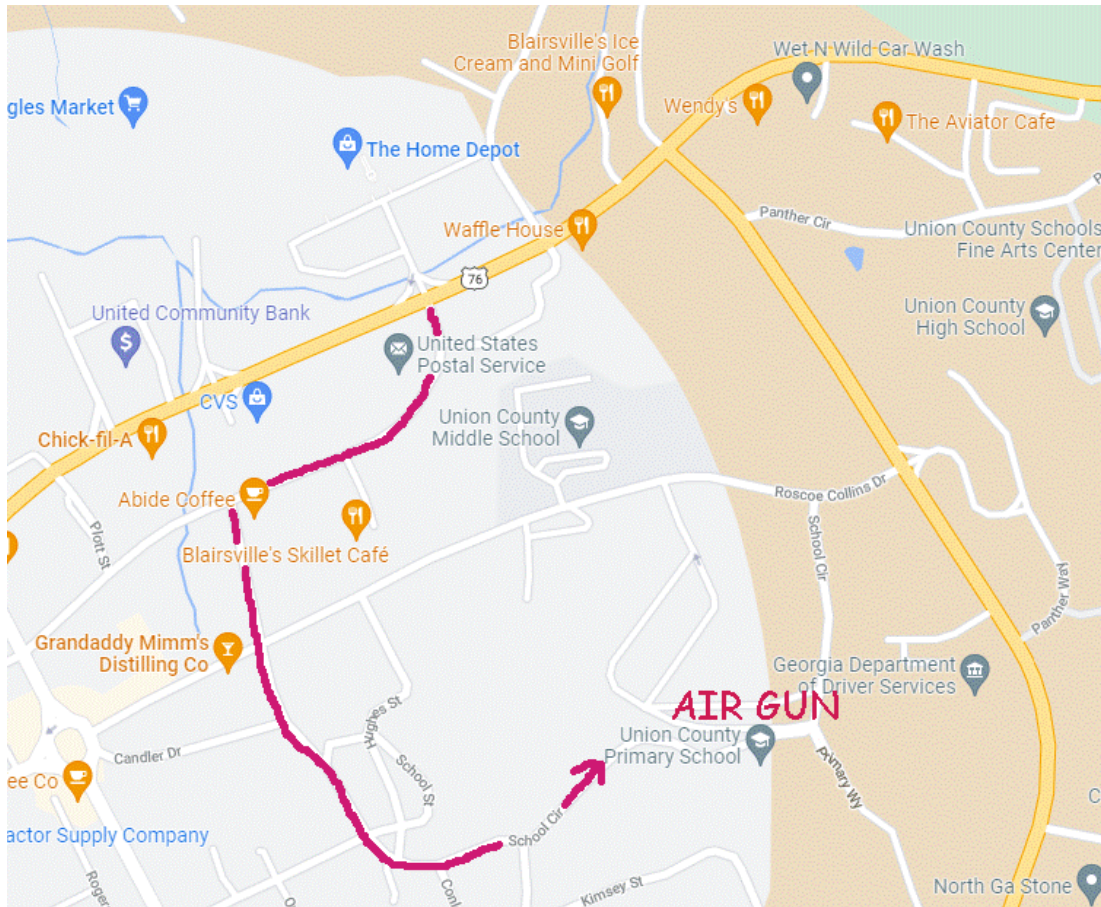 Blairsville's Ice
Cream and Mini Golf
Wet N Wild Car Wash
gles Market
Wendy's
The Aviator Cafe
The Home Depot
Panther Cir
Waffle House
Union County Schools
Fine Arts Center
76
United Community Bank
Union County
High School
$
United States
Postal Service
CVS
Union County
Middle School
Chick-fil-A
Abide Coffee
Roscoe Collins Dr
Plott St
School Cir
Blairsville's Skillet Café
Panther Way
Grandaddy Mimm's
Distilling Co
Georgia Department
of Driver Services
AIR GUN
Hughes St
Union County
Primary School
Candler Dr
School St
Primary Wy
ee Co
C
actor Supply Company
School Cir
Kimsey St
North Ga Stone
Roger
O
Conl